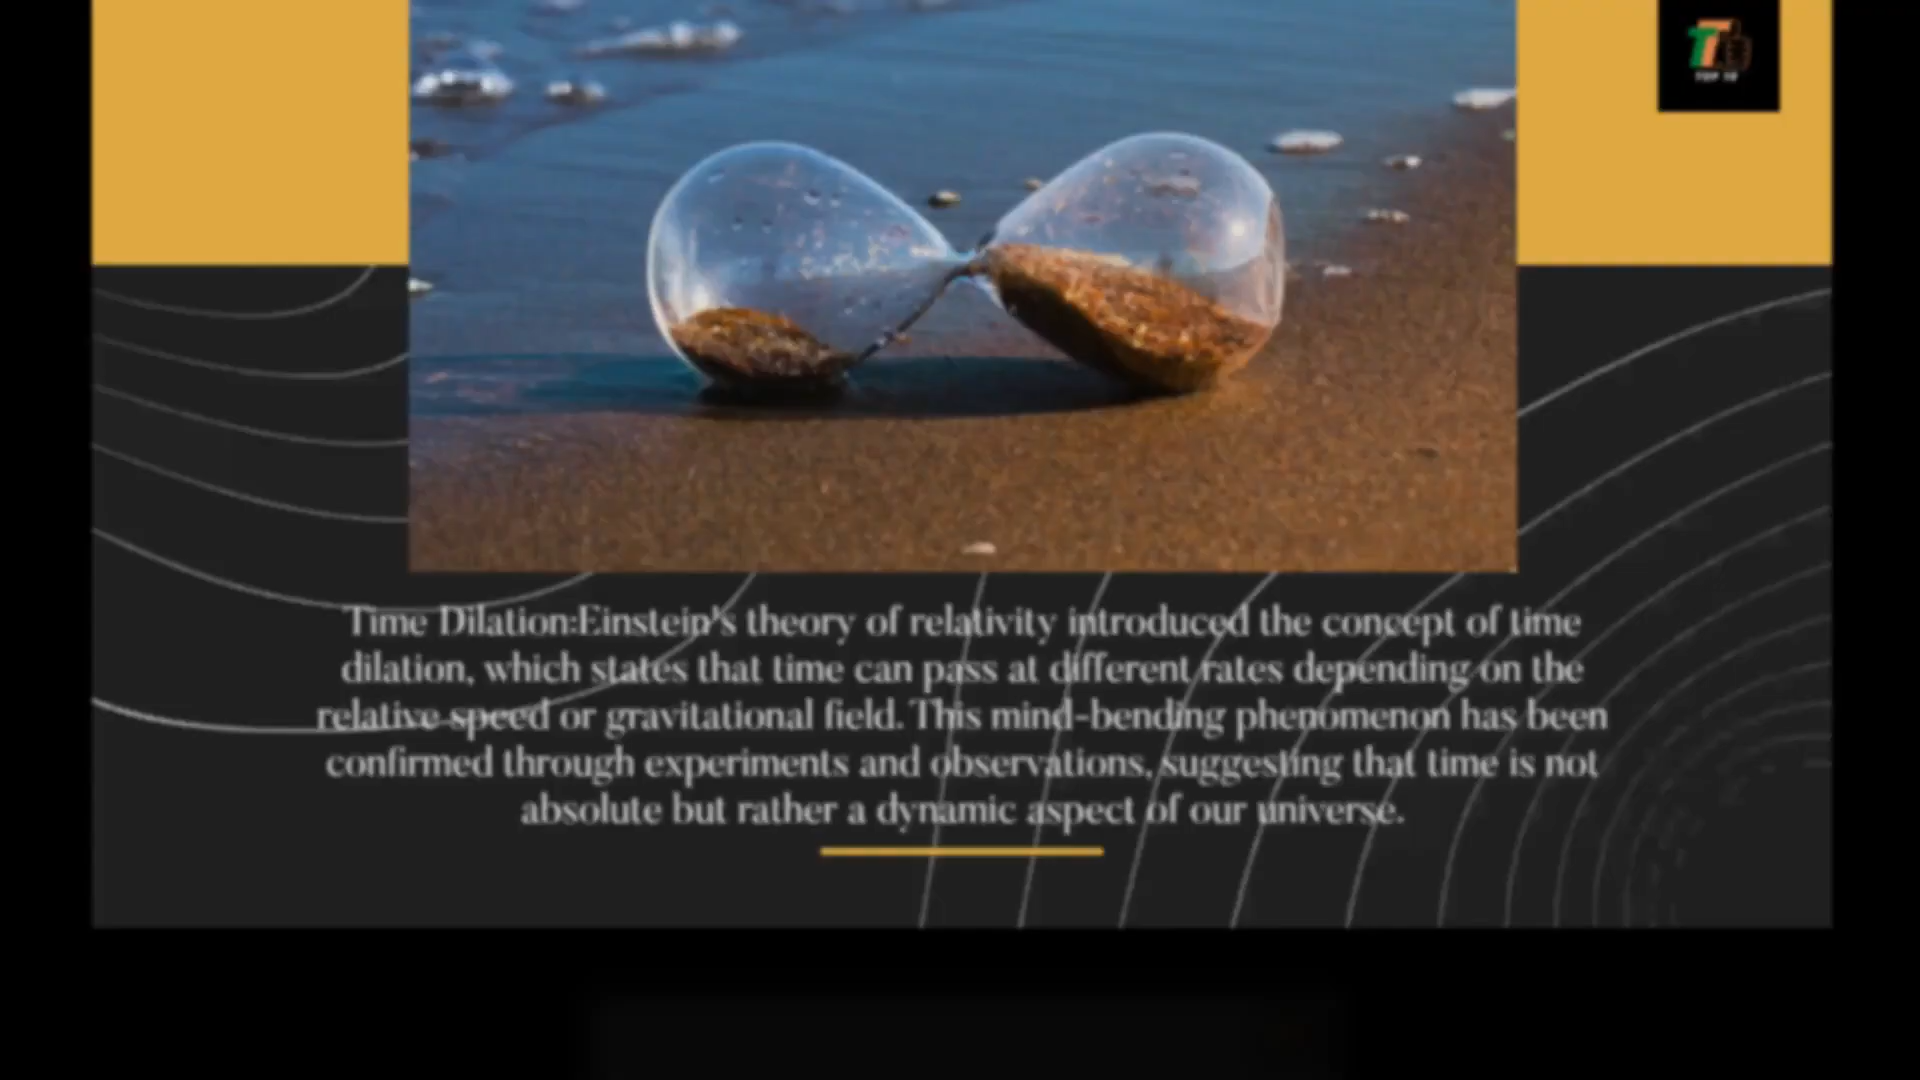 TOP 10
Time Dilation:Einstein's theory of relativity introduced the concept of time
dilation, which states that time can pass at different rates depending on the
relative speed or gravitational field. This mind-bending phenomenon has been
confirmed through experiments and observations, suggesting that time is not
absolute but rather a dynamic aspect of our universe.